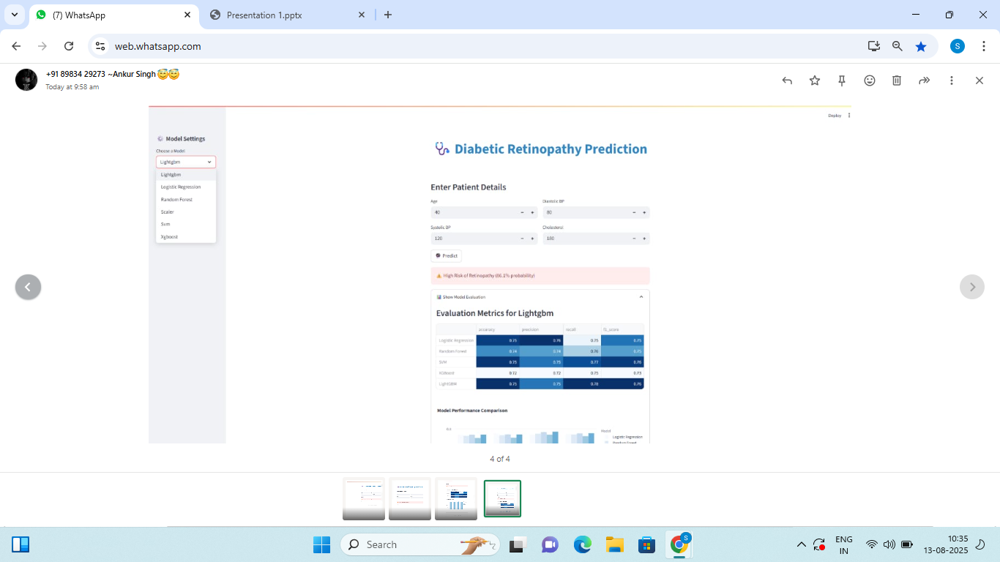 (7) WhatsApp
Presentation 1.pptx
web.whatsapp.com
S
+91 89834 29273 ~Ankur Singh😇😇
Today at 9:58 am
Deploy
Model Settings
Choose a Model
Lightgbm
Lightgbm
Logistic Regression
Random Forest
Scaler
Svm
Xgboost
Diabetic Retinopathy Prediction
Enter Patient Details
Age
Diastolic BP
40 − +
80 − +
Systolic BP
Cholesterol
120 − +
180 − +
Predict
High Risk of Retinopathy (86.1% probability)
Show Model Evaluation
Evaluation Metrics for Lightgbm
accuracy precision recall f1_score
Logistic Regression 0.75 0.76 0.75 0.75
Random Forest 0.74 0.74 0.76 0.75
SVM 0.75 0.75 0.77 0.76
XGBoost 0.72 0.72 0.75 0.73
LightGBM 0.75 0.75 0.78 0.76
Model Performance Comparison
0.8
Model
Logistic Regression
Random Forest
4 of 4
Search
S
ENG
IN
10:35
13-08-2025